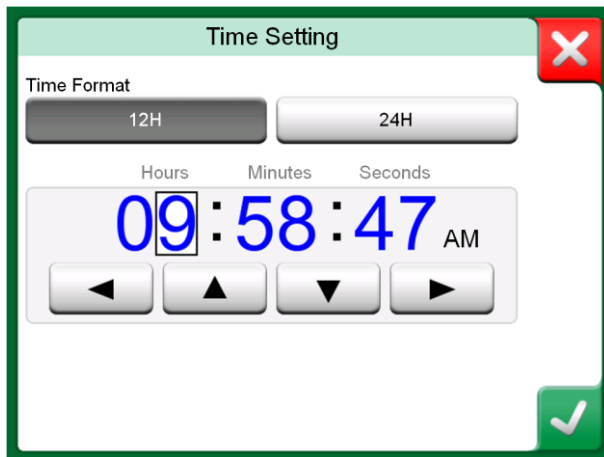 Time Setting
Time Format
12H 24H
Hours Minutes Seconds
09:58:47 AM